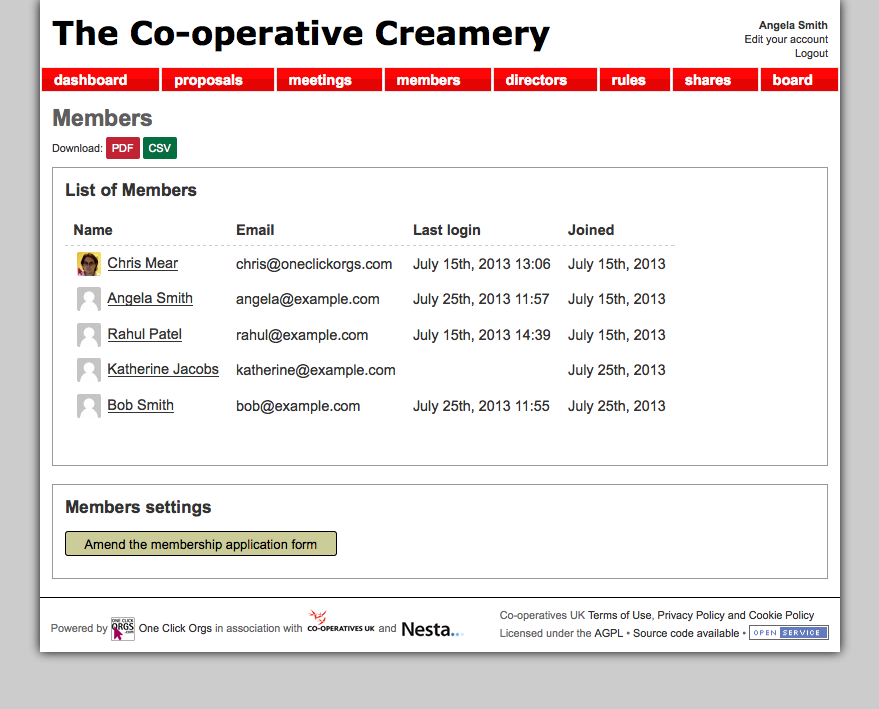 The Co-operative Creamery
Angela Smith
Edit your account
Logout
dashboard proposals meetings members directors rules shares board
Members
Download: PDF CSV
List of Members
Name Email Last login Joined
Chris Mear chris@oneclickorgs.com July 15th, 2013 13:06 July 15th, 2013
Angela Smith angela@example.com July 25th, 2013 11:57 July 15th, 2013
Rahul Patel rahul@example.com July 15th, 2013 14:39 July 15th, 2013
Katherine Jacobs katherine@example.com July 25th, 2013
Bob Smith bob@example.com July 25th, 2013 11:55 July 25th, 2013
Members settings
Amend the membership application form
Powered by ONE CLICK ORGS .com One Click Orgs in association with CO-OPERATIVES UK and Nesta...
Co-operatives UK Terms of Use, Privacy Policy and Cookie Policy
Licensed under the AGPL • Source code available • OPEN SERVICE